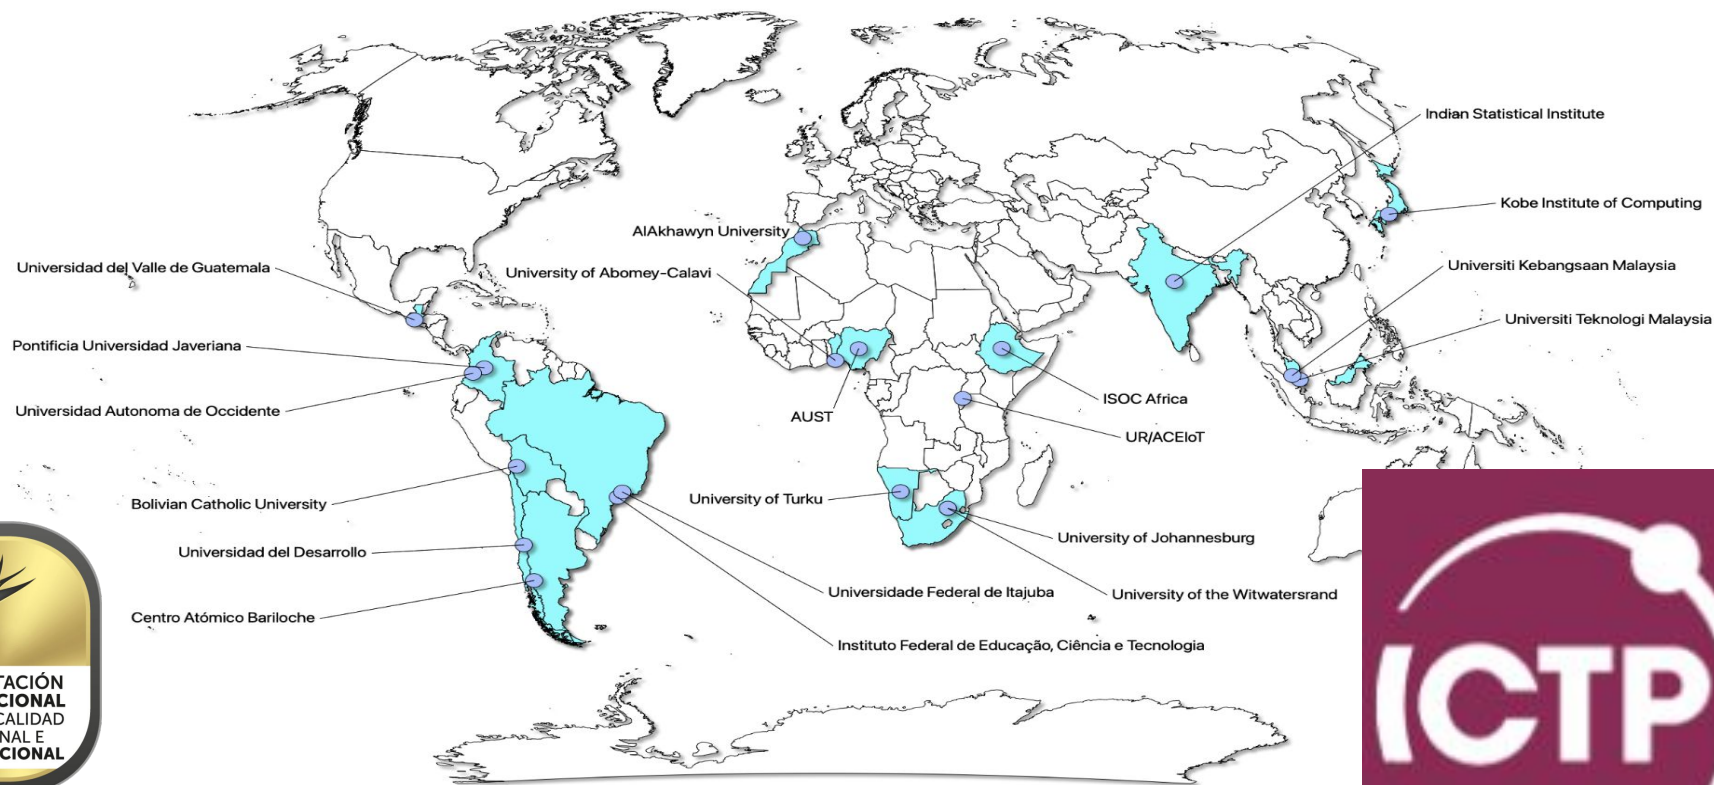 Indian Statistical Institute
Kobe Institute of Computing
AlAkhawyn University
Universidad del Valle de Guatemala
University of Abomey-Calavi
Universiti Kebangsaan Malaysia
Universiti Teknologi Malaysia
Pontificia Universidad Javeriana
ISOC Africa
Universidad Autonoma de Occidente
AUST
UR/ACEIoT
Bolivian Catholic University
University of Turku
University of Johannesburg
Universidad del Desarrollo
Universidade Federal de Itajuba
University of the Witwatersrand
Centro Atómico Bariloche
Instituto Federal de Educação, Ciência e Tecnologia
TACIÓN
CIONAL
CALIDAD
NAL E
CIONAL
ICTP